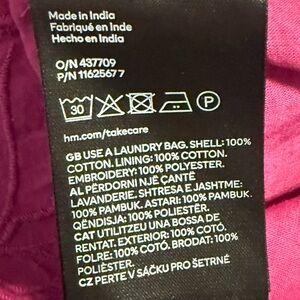 Made in India
Fabriqué en Inde
Hecho en India
O/N 437709
P/N 11625677
30 P
hm.com/takecare
GB USE A LAUNDRY BAG. SHELL: 100%
COTTON. LINING: 100% COTTON.
EMBROIDERY: 100% POLYESTER.
AL PËRDORNI NJË ÇANTË
LAVANDERIE. SHTRESA E JASHTME:
100% PAMBUK. ASTARI: 100% PAMBUK.
QËNDISJA: 100% POLIESTËR.
CAT UTILITZEU UNA BOSSA DE
RENTAT. EXTERIOR: 100% COTÓ.
FOLRE: 100% COTÓ. BRODAT: 100%
POLIÈSTER.
CZ PERTE V SÁČKU PRO ŠETRNÉ